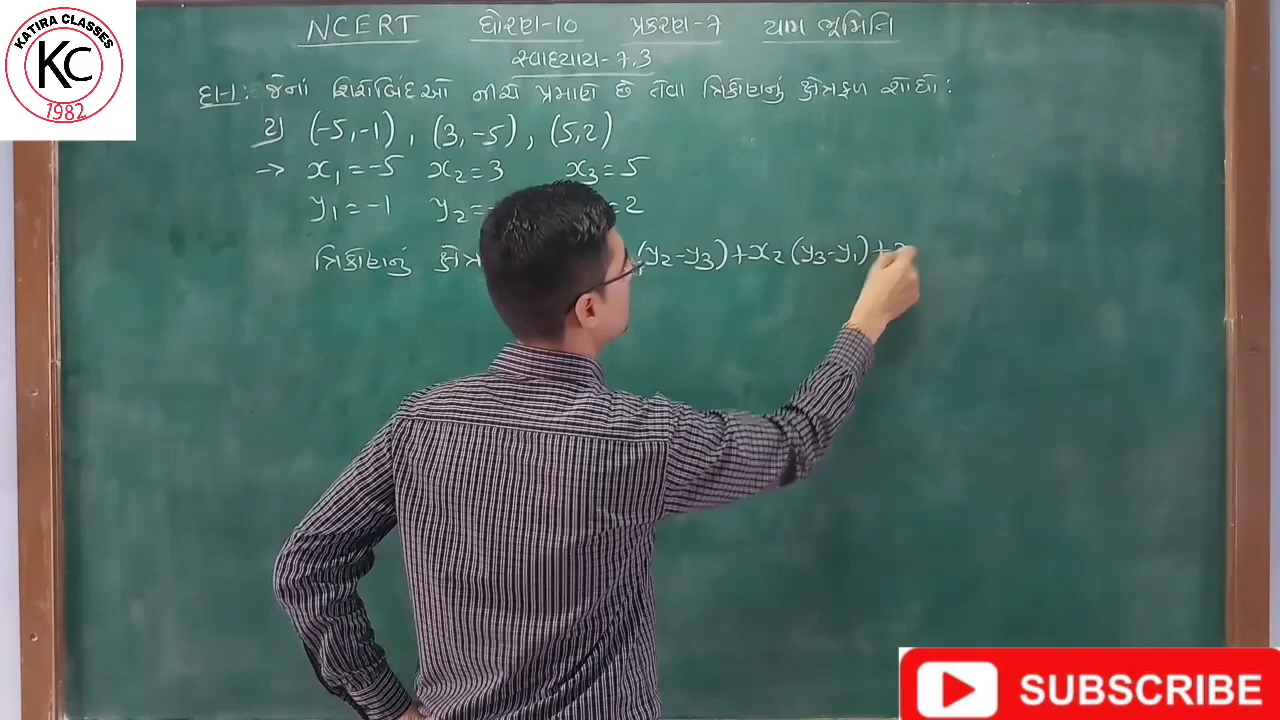 KATIRA CLASSES
KC
1982
NCERT ધોરણ-10 પ્રકરણ-7 યામ ભૂમિતિ
સ્વાધ્યાય-7.3
દા-1: જેનાં શિરોબિંદુઓ નીચે પ્રમાણે છે તેવા ત્રિકોણનું ક્ષેત્રફળ શોધો:
2) (-5,-1), (3,-5), (5,2)
→ x₁=-5 x₂=3 x₃=5
y₁=-1 y₂= =2
ત્રિકોણનું ક્ષેત્ર (y₂-y₃)+x₂(y₃-y₁)+
SUBSCRIBE